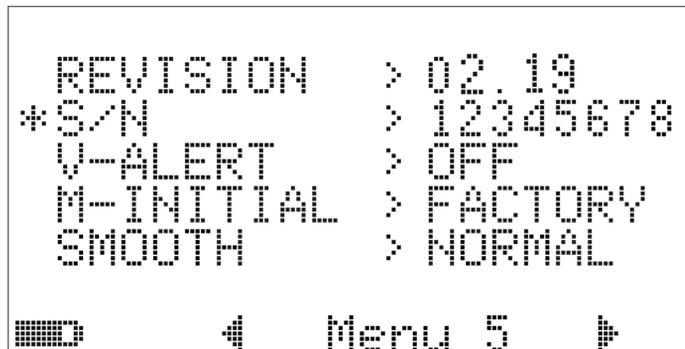 REVISION > 02.19
*S/N > 12345678
V-ALERT > OFF
M-INITIAL > FACTORY
SMOOTH > NORMAL
◀ Menu 5 ▶